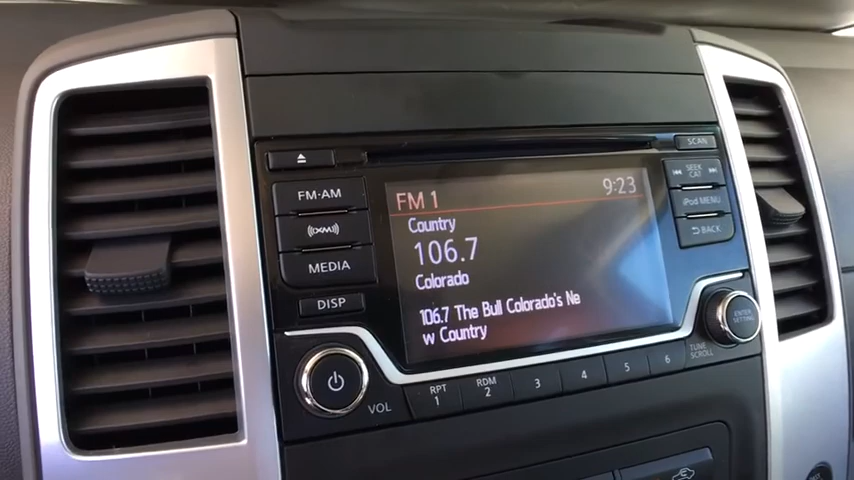 SCAN
FM·AM
SEEK
CAT
FM 1
9:23
Country
XM
iPod MENU
106.7
MEDIA
BACK
Colorado
DISP
106.7 The Bull Colorado's Ne
w Country
ENTER
SETTING
VOL
RPT
1
RDM
2
3
4
5
6
TUNE
SCROLL